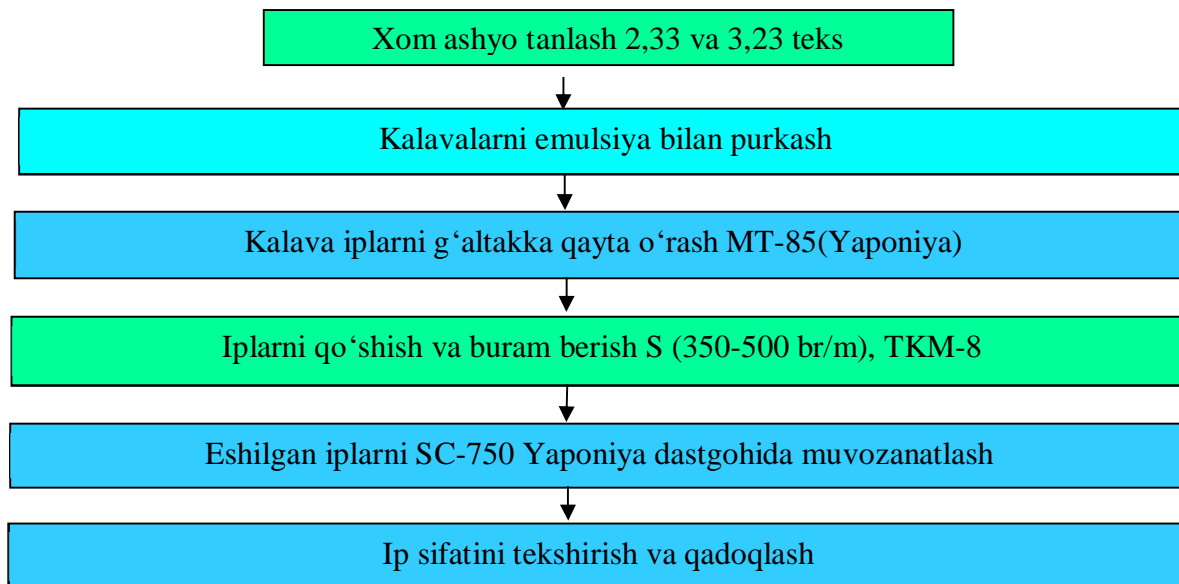 Xom ashyo tanlash 2,33 va 3,23 teks
Kalavalarni emulsiya bilan purkash
Kalava iplarni g‘altakka qayta o‘rash MT-85(Yaponiya)
Iplarni qo‘shish va buram berish S (350-500 br/m), TKM-8
Eshilgan iplarni SC-750 Yaponiya dastgohida muvozanatlash
Ip sifatini tekshirish va qadoqlash